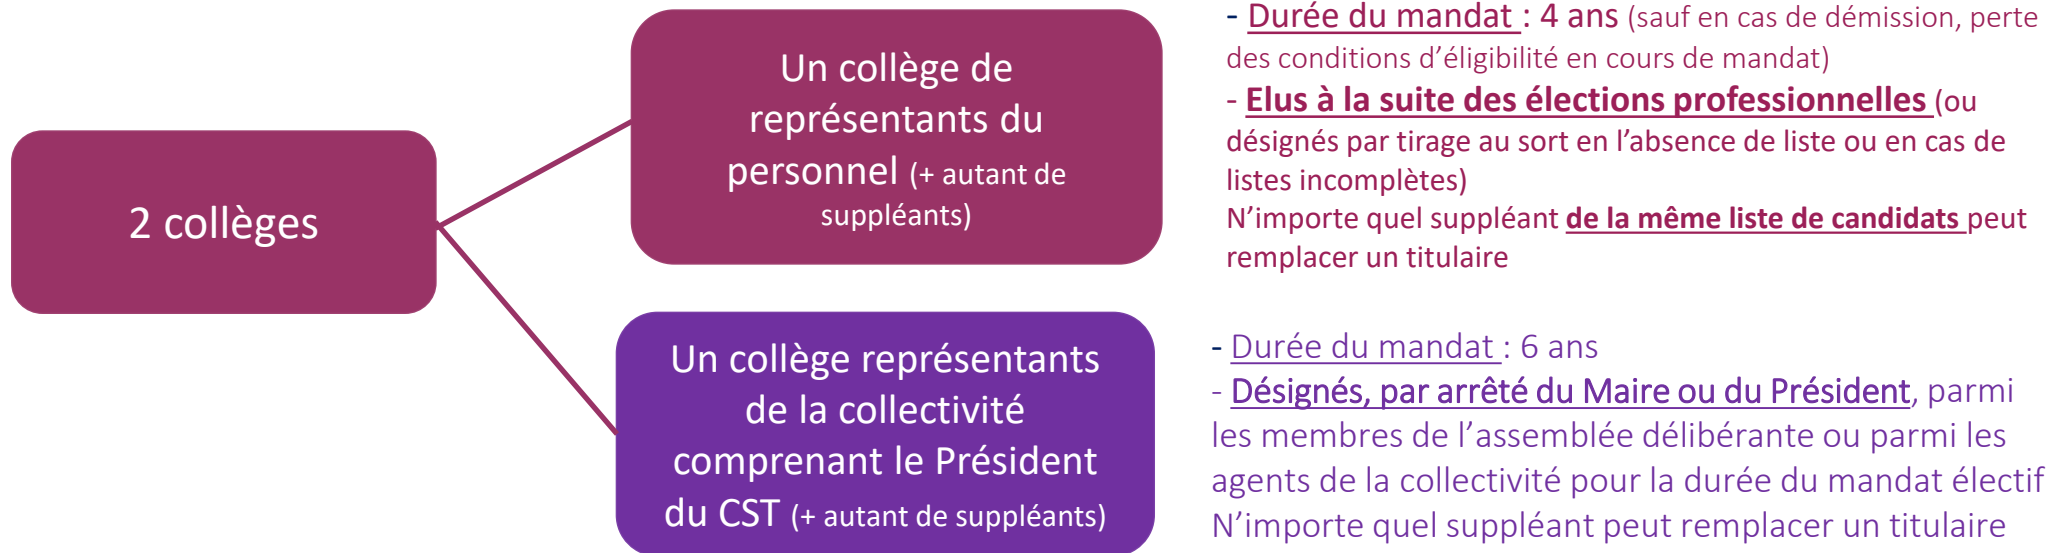 2 collèges
Un collège de
représentants du
personnel (+ autant de
suppléants)
- Durée du mandat : 4 ans (sauf en cas de démission, perte
des conditions d’éligibilité en cours de mandat)
- Elus à la suite des élections professionnelles (ou
désignés par tirage au sort en l’absence de liste ou en cas de
listes incomplètes)
N’importe quel suppléant de la même liste de candidats peut
remplacer un titulaire
Un collège représentants
de la collectivité
comprenant le Président
du CST (+ autant de suppléants)
- Durée du mandat : 6 ans
- Désignés, par arrêté du Maire ou du Président, parmi
les membres de l’assemblée délibérante ou parmi les
agents de la collectivité pour la durée du mandat électif
N’importe quel suppléant peut remplacer un titulaire